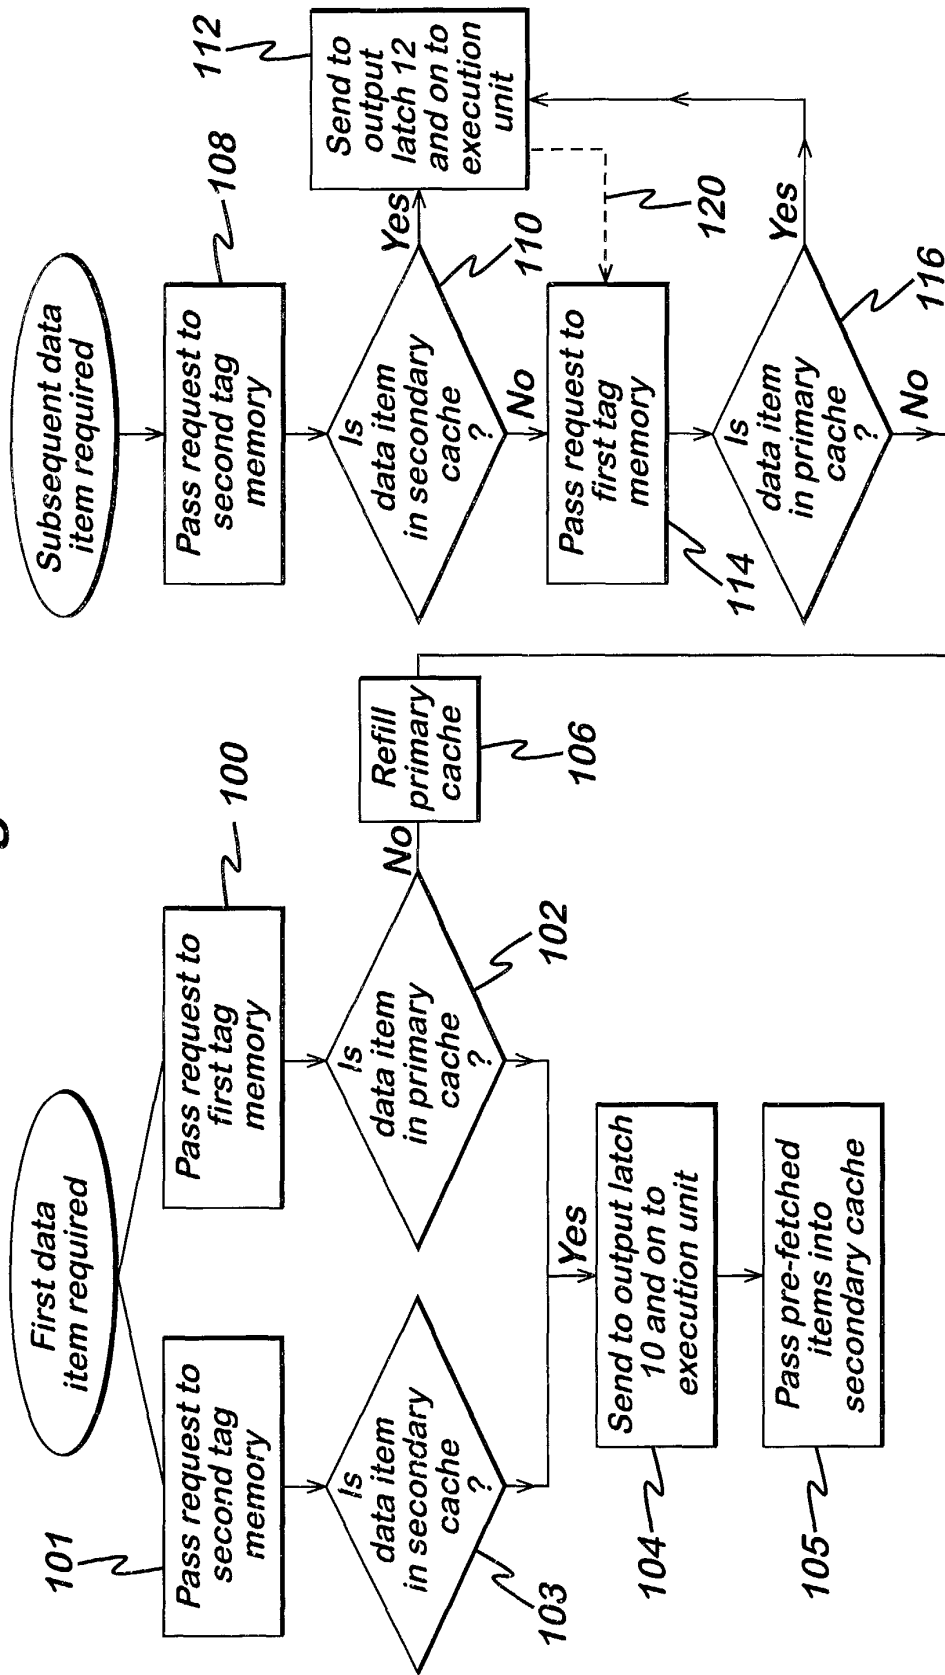 First data
item required
101
Pass request to
second tag
memory
Pass request to
first tag
memory
100
Is
data item
in secondary
cache
?
103
Is
data item
in primary
cache
?
102
No
Refill
primary
cache
106
Yes
Send to output latch
10 and on to
execution unit
104
Pass pre-fetched
items into
secondary cache
105
Subsequent data
item required
Pass request to
second tag
memory
108
Is
data item
in secondary
cache
?
110
Yes
Send to
output
latch 12
and on to
execution
unit
112
No
120
Pass request to
first tag
memory
114
Is
data item
in primary
cache
?
116
Yes
No